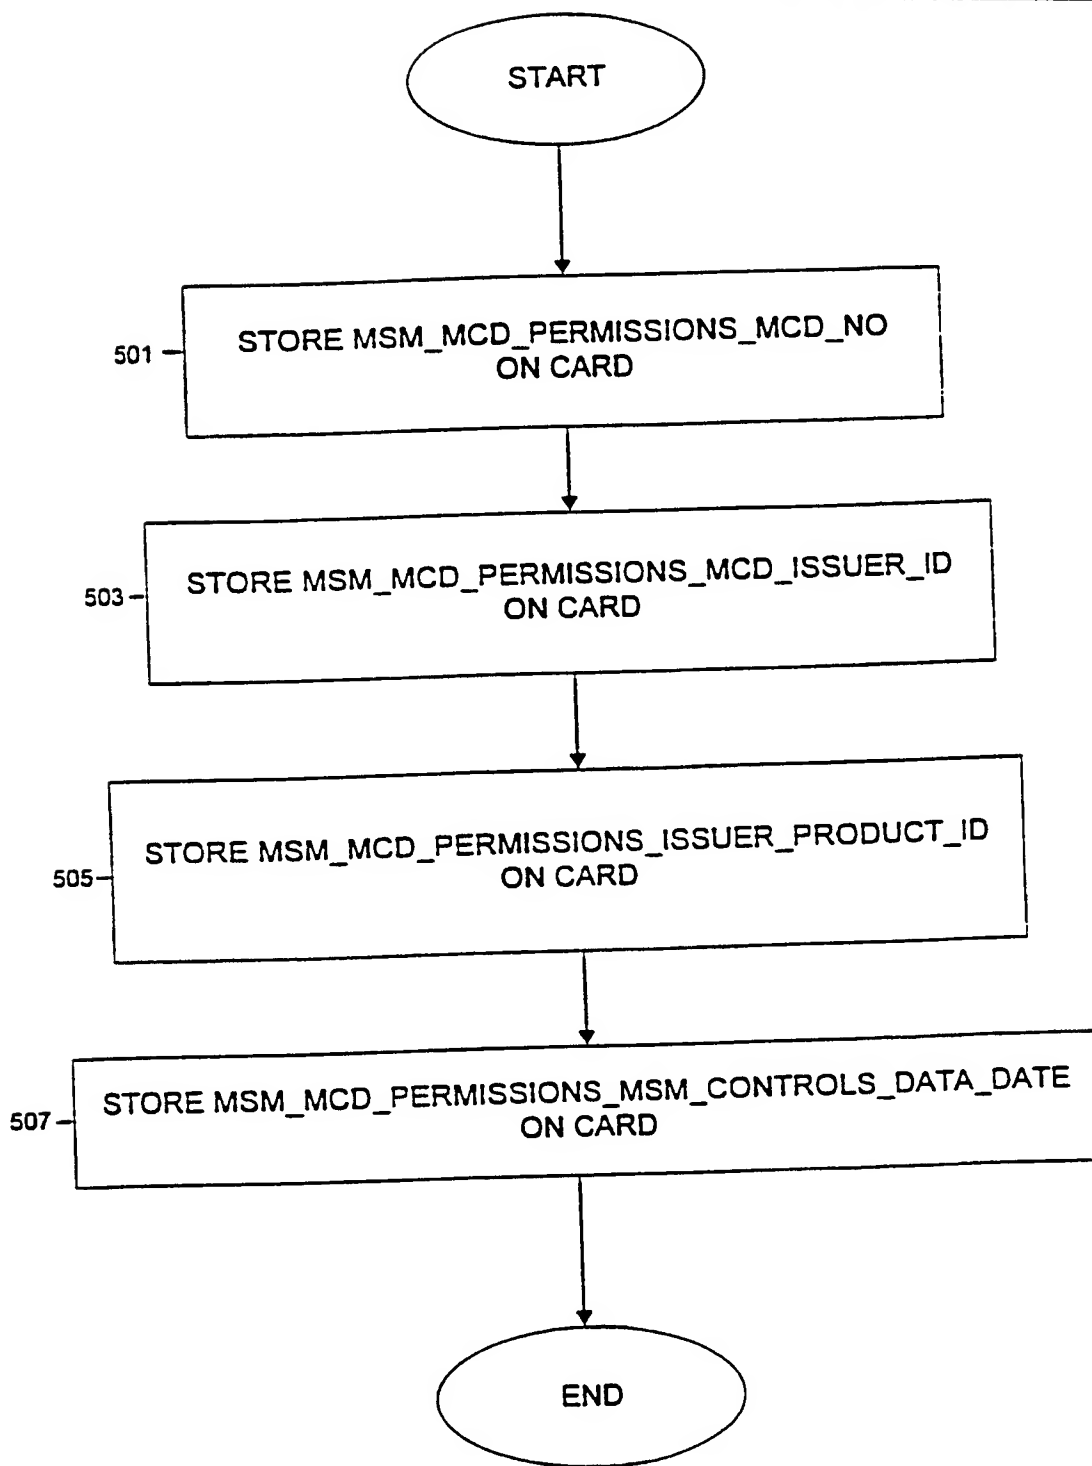 START
501
STORE MSM_MCD_PERMISSIONS_MCD_NO
ON CARD
503
STORE MSM_MCD_PERMISSIONS_MCD_ISSUER_ID
ON CARD
505
STORE MSM_MCD_PERMISSIONS_ISSUER_PRODUCT_ID
ON CARD
507
STORE MSM_MCD_PERMISSIONS_MSM_CONTROLS_DATA_DATE
ON CARD
END